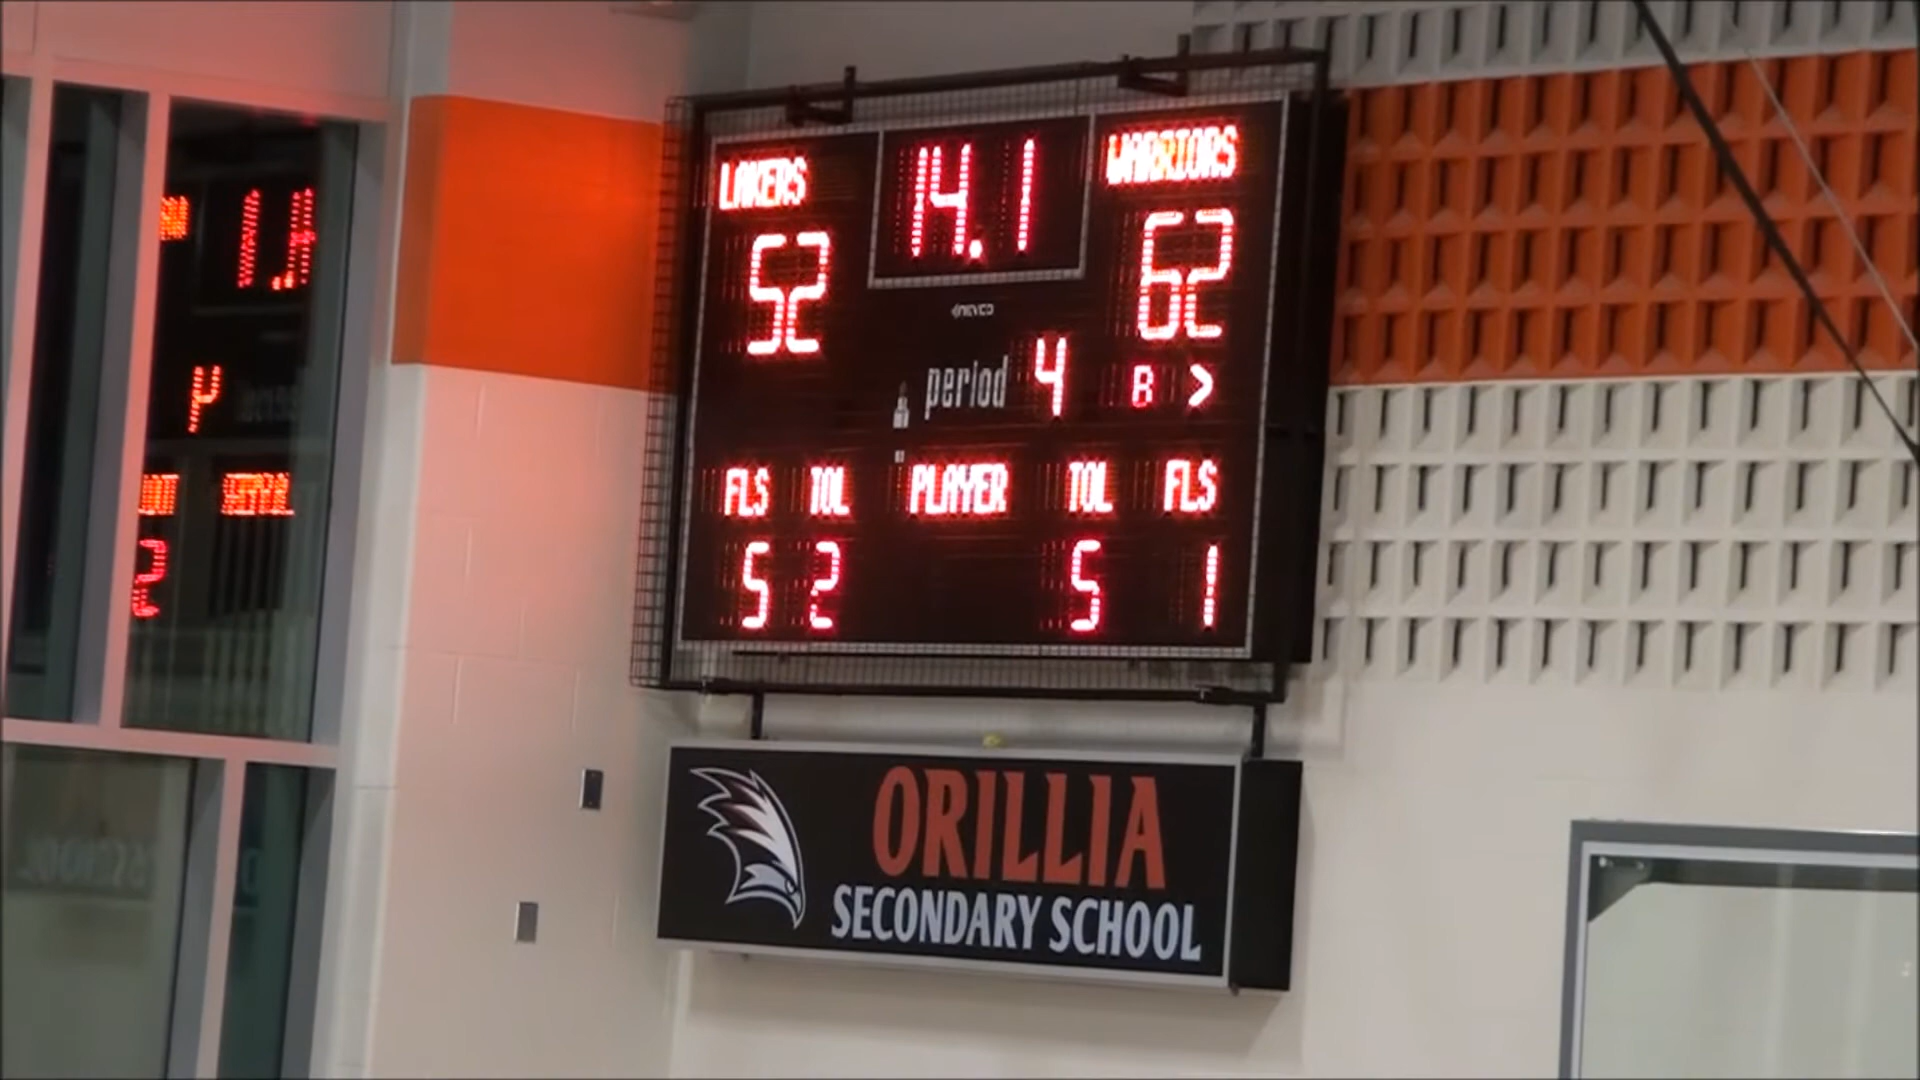 LAKERS 14.1 WARRIORS
52 62
NEVCO
period 4 B >
FLS TOL PLAYER TOL FLS
5 2 5 1
ORILLIA
SECONDARY SCHOOL